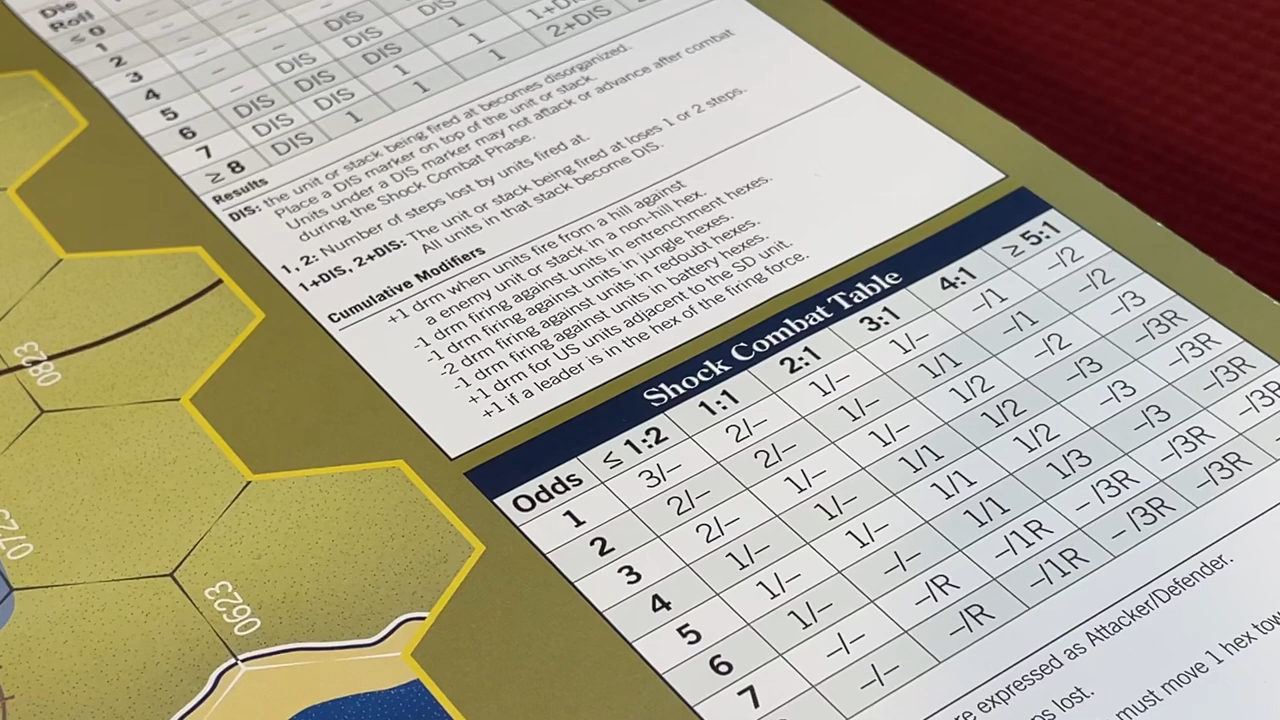 Die
Roll
≤ 0
1
2
3
4 – – DIS
5 – DIS DIS DIS
6 DIS DIS DIS 1
7 DIS DIS 1 1 1+DIS
≥ 8 DIS 1 1 1 2+DIS
Results
DIS: the unit or stack being fired at becomes disorganized.
Place a DIS marker on top of the unit or stack.
Units under a DIS marker may not attack or advance after combat
during the Shock Combat Phase.
1, 2: Number of steps lost by units fired at.
1+DIS, 2+DIS: The unit or stack being fired at loses 1 or 2 steps.
All units in that stack become DIS.
Cumulative Modifiers
+1 drm when units fire from a hill against
a enemy unit or stack in a non-hill hex.
-1 drm firing against units in entrenchment hexes.
-1 drm firing against units in jungle hexes.
-2 drm firing against units in redoubt hexes.
-1 drm firing against units in battery hexes.
+1 drm for US units adjacent to the SD unit.
+1 if a leader is in the hex of the firing force.
Shock Combat Table
Odds ≤ 1:2 1:1 2:1 3:1 4:1 ≥ 5:1
1 3/– 2/– 1/– 1/– –/1 –/2
2 2/– 2/– 1/– 1/1 –/1 –/2
3 2/– 1/– 1/– 1/2 –/2 –/3
4 1/– 1/– 1/1 1/2 –/3 –/3R
5 1/– 1/– 1/1 1/2 –/3 –/3R
6 1/– –/– 1/1 1/3 –/3 –/3R
7 –/– –/R –/1R –/3R –/3R –/3R
–/– –/R –/1R –/3R –/3R
expressed as Attacker/Defender.
lost.
must move 1 hex
0823
0623